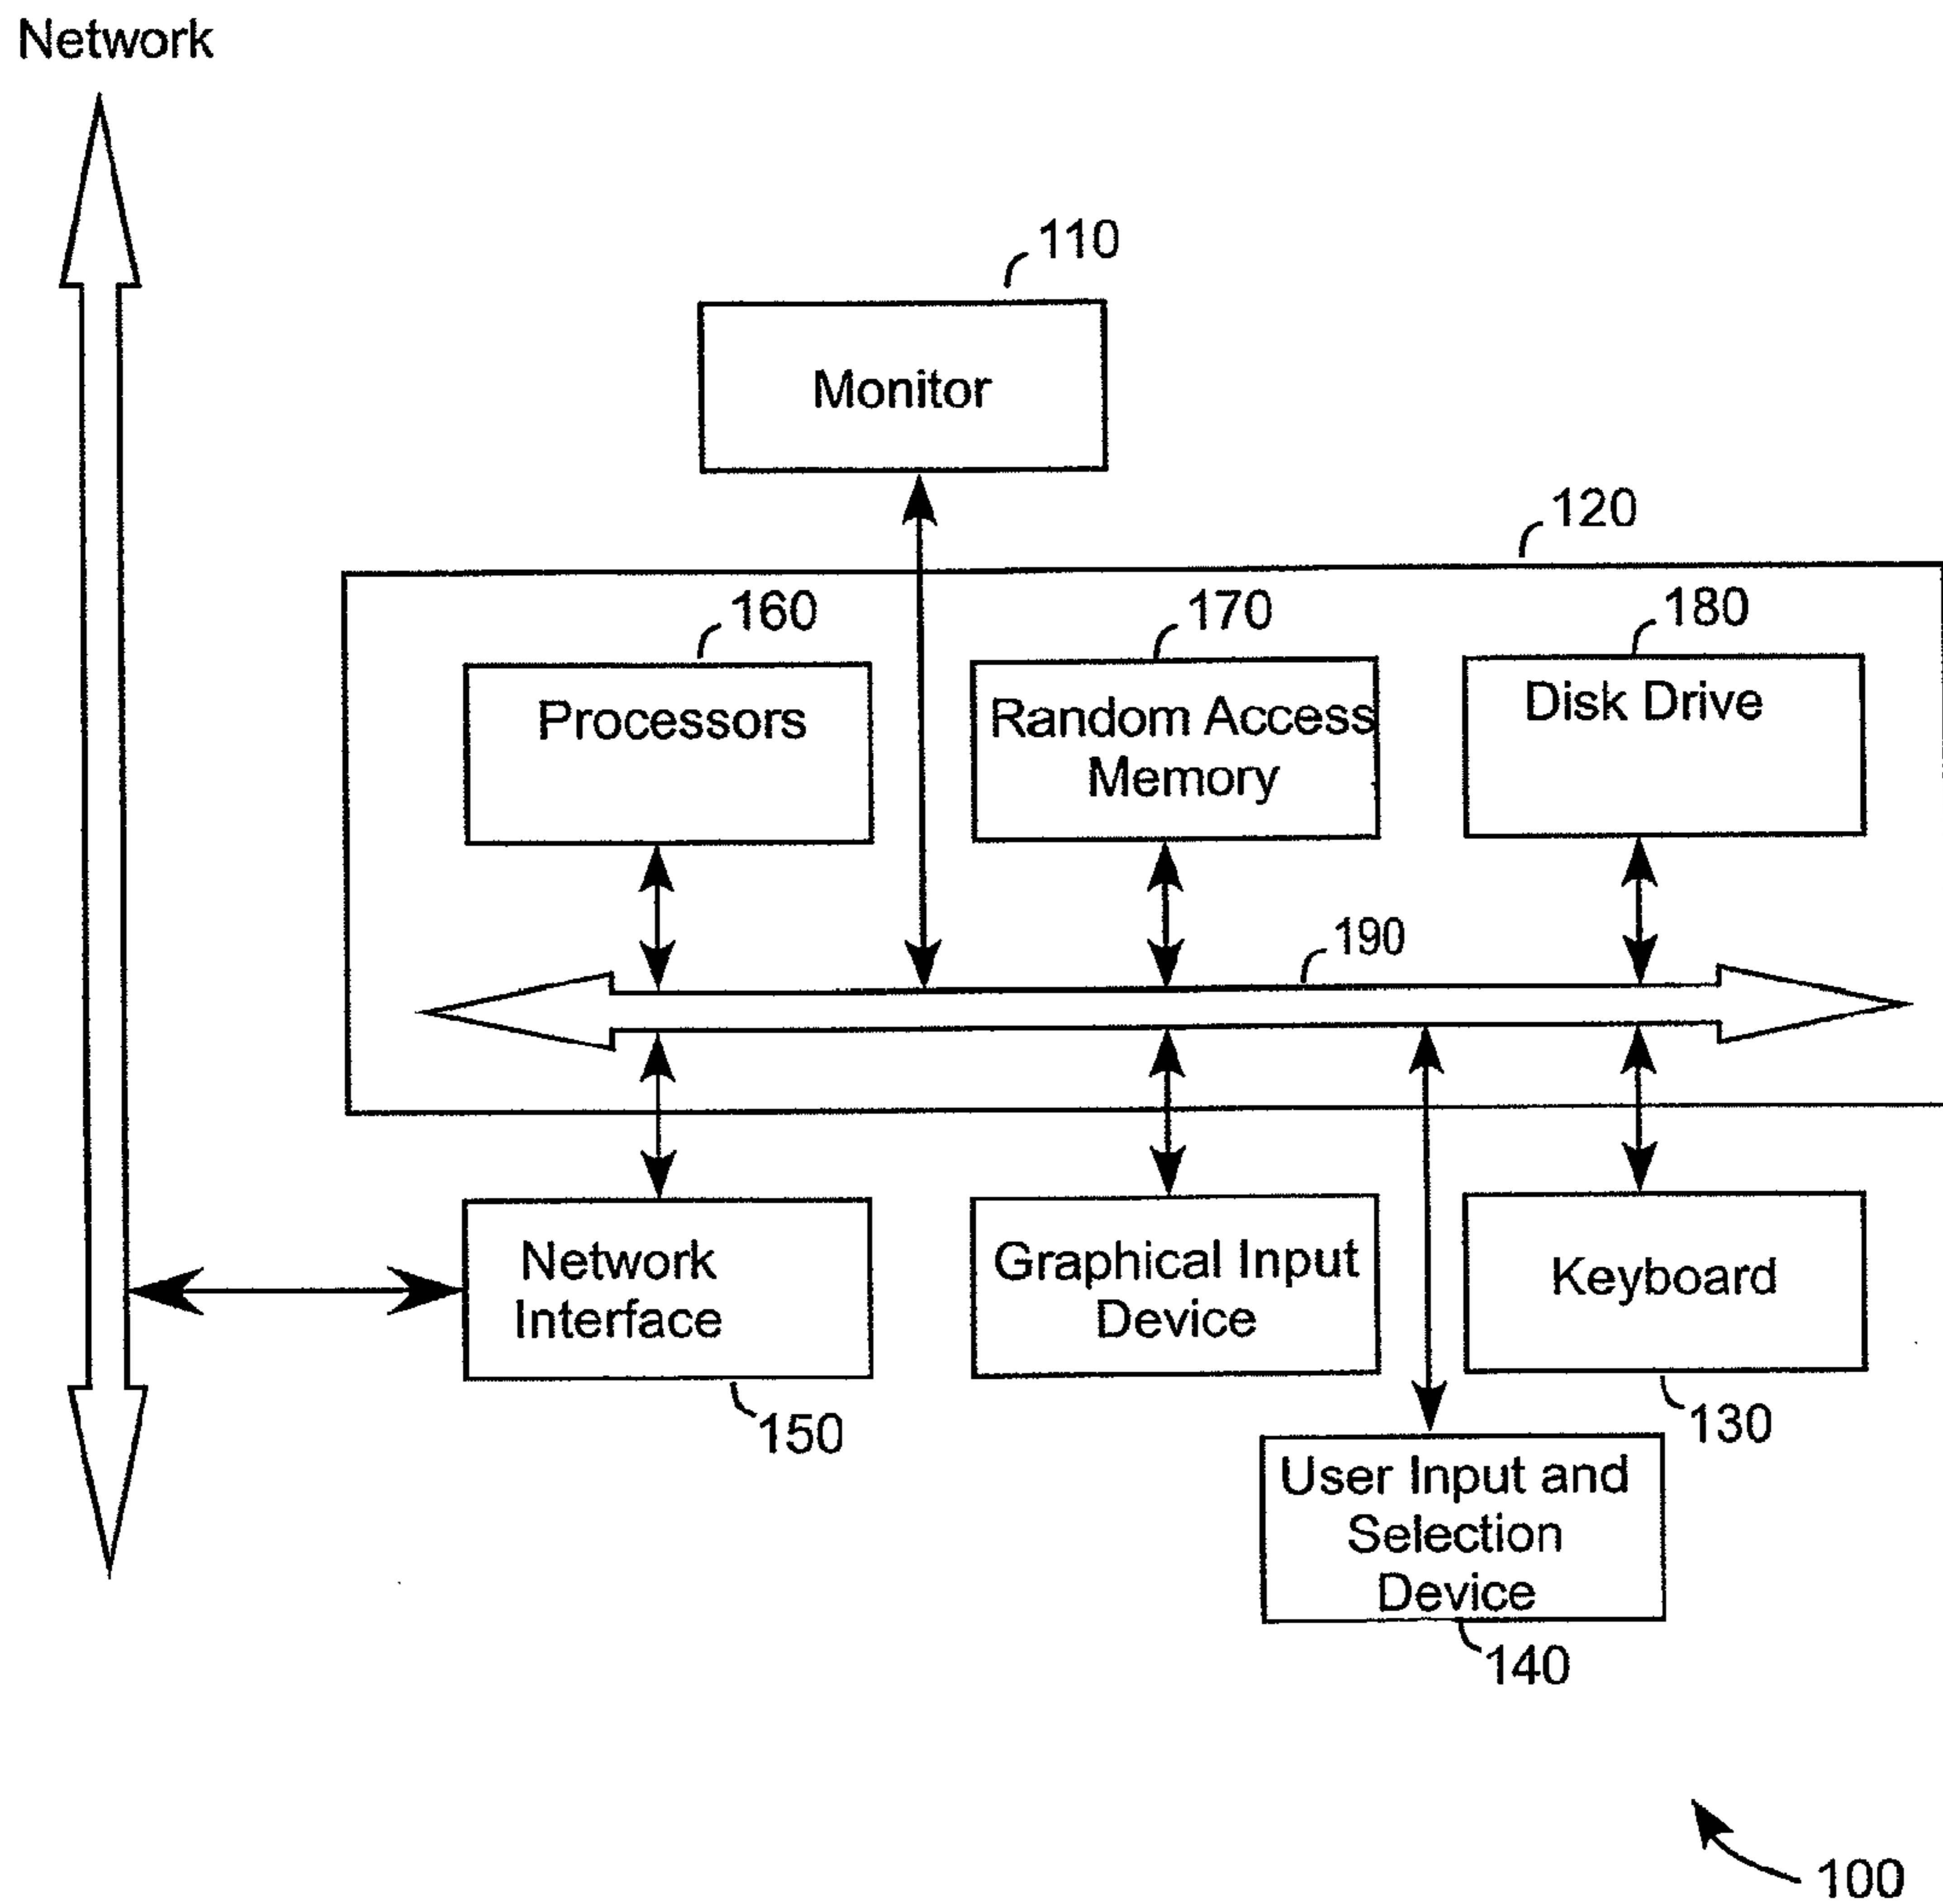 Network
110
Monitor
120
160
170
180
Processors
Random Access
Memory
Disk Drive
190
Network
Interface
Graphical Input
Device
Keyboard
150
130
User Input and
Selection
Device
140
100